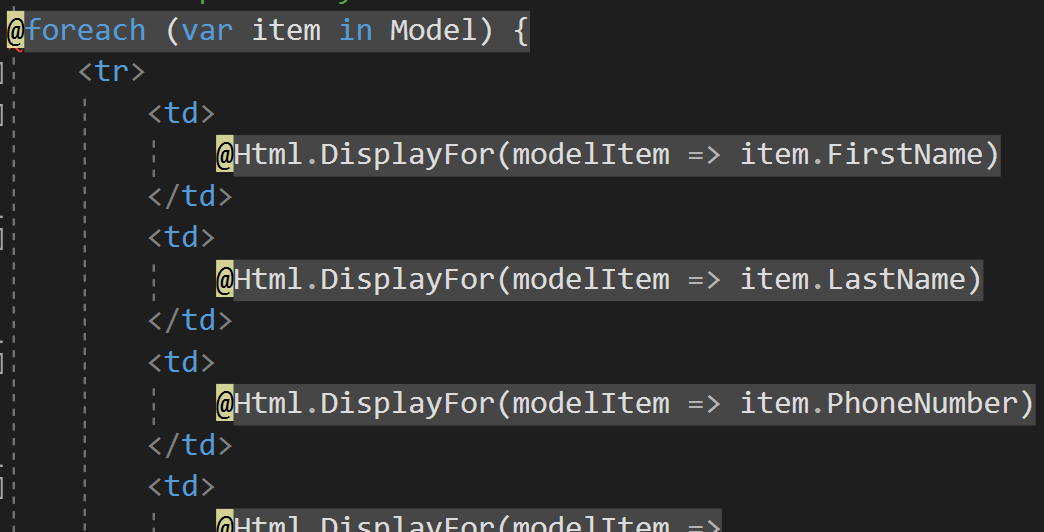 @foreach (var item in Model) {
<tr>
<td>
@Html.DisplayFor(modelItem => item.FirstName)
</td>
<td>
@Html.DisplayFor(modelItem => item.LastName)
</td>
<td>
@Html.DisplayFor(modelItem => item.PhoneNumber)
</td>
<td>
@Html.DisplayFor(modelItem =>